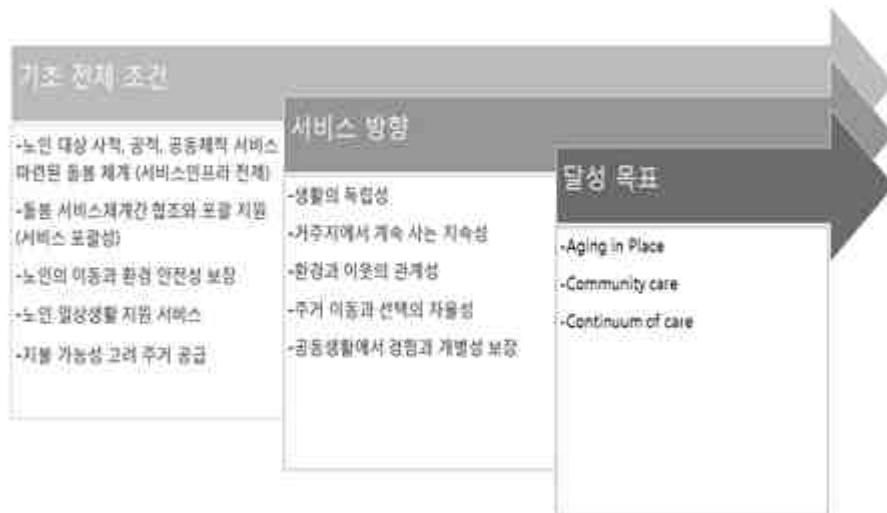 기초 전제 조건
-노인 대상 사적, 공적, 공동체적 서비스
마련된 돌봄 체계 (서비스인프라 전제)
-돌봄 서비스체계간 협조와 포괄 지원
(서비스 포괄성)
-노인의 이동과 환경 안전성 보장
-노인 일상생활 지원 서비스
-지불 가능성 고려 주거 공급
서비스 방향
-생활의 독립성
-거주지에서 계속 사는 지속성
-환경과 이웃의 관계성
-주거 이동과 선택의 자율성
-공동생활에서 경험과 개별성 보장
달성 목표
-Aging in Place
-Community care
-Continuum of care